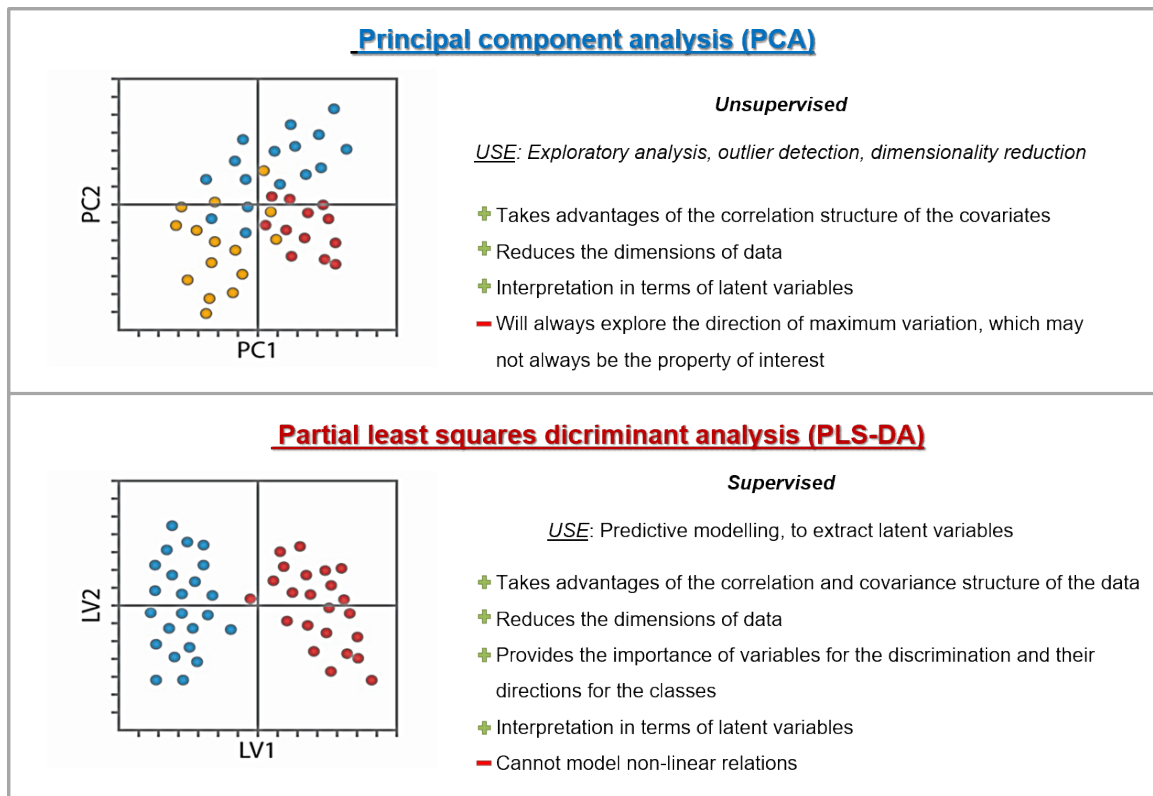 Principal component analysis (PCA)
PC2
PC1
Unsupervised
USE: Exploratory analysis, outlier detection, dimensionality reduction
Takes advantages of the correlation structure of the covariates
Reduces the dimensions of data
Interpretation in terms of latent variables
Will always explore the direction of maximum variation, which may
not always be the property of interest
Partial least squares dicriminant analysis (PLS-DA)
LV2
LV1
Supervised
USE: Predictive modelling, to extract latent variables
Takes advantages of the correlation and covariance structure of the data
Reduces the dimensions of data
Provides the importance of variables for the discrimination and their
directions for the classes
Interpretation in terms of latent variables
Cannot model non-linear relations